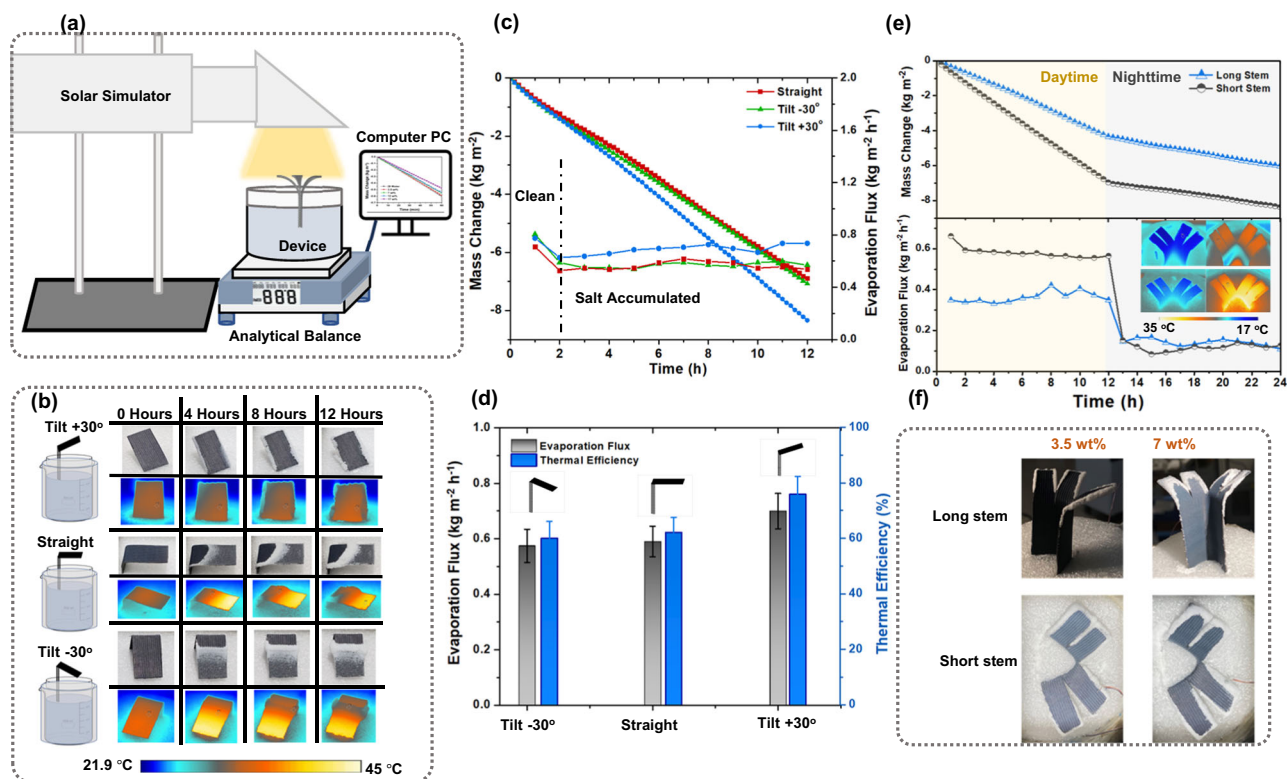 (a)
Solar Simulator
Computer PC
Device
888
Analytical Balance
(b)
0 Hours 4 Hours 8 Hours 12 Hours
Tilt +30°
Straight
Tilt -30°
21.9 °C 45 °C
(c)
Straight
Tilt -30°
Tilt +30°
Clean
Salt Accumulated
Mass Change (kg m-2)
0
-2
-4
-6
-8
Evaporation Flux (kg m-2 h-1)
2.0
1.6
1.2
0.8
0.4
0.0
0 2 4 6 8 10 12
Time (h)
(d)
Evaporation Flux
Thermal Efficiency
Evaporation Flux (kg m-2 h-1)
1.0
0.8
0.6
0.4
0.2
0.0
Thermal Efficiency (%)
100
80
60
40
20
0
Tilt -30° Straight Tilt +30°
(e)
Daytime Nighttime
Long Stem
Short Stem
Mass Change (kg m-2)
0
-2
-4
-6
-8
Evaporation Flux (kg m-2 h-1)
0.6
0.4
0.2
0.0
35 °C 17 °C
0 2 4 6 8 10 12 14 16 18 20 22 24
Time (h)
(f)
3.5 wt% 7 wt%
Long stem
Short stem